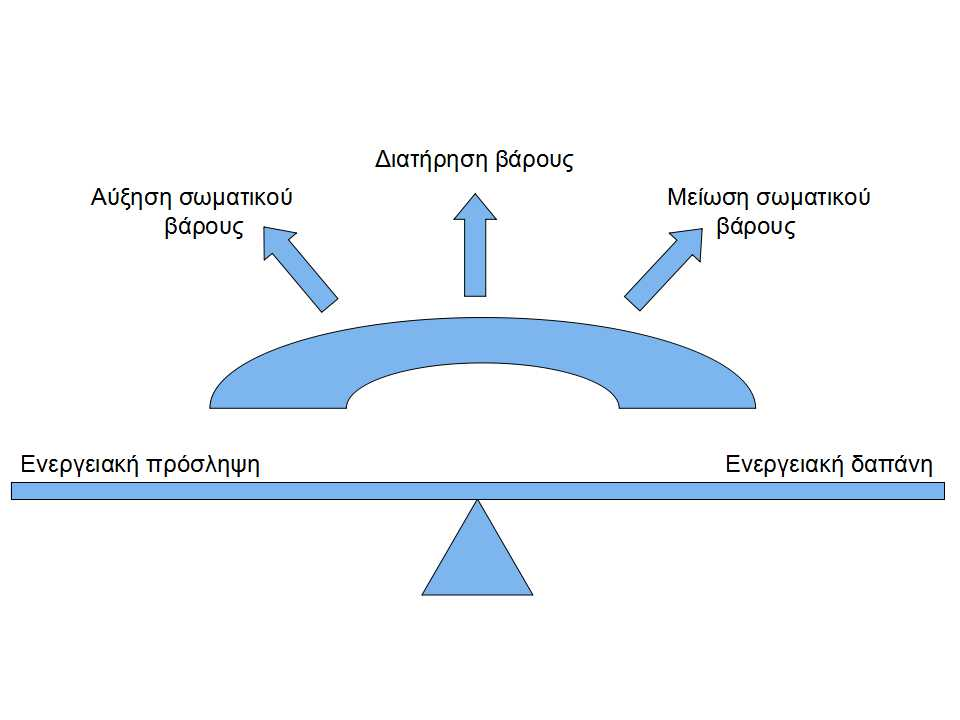 Διατήρηση βάρους
Αύξηση σωματικού
βάρους
Μείωση σωματικού
βάρους
Ενεργειακή πρόσληψη
Ενεργειακή δαπάνη